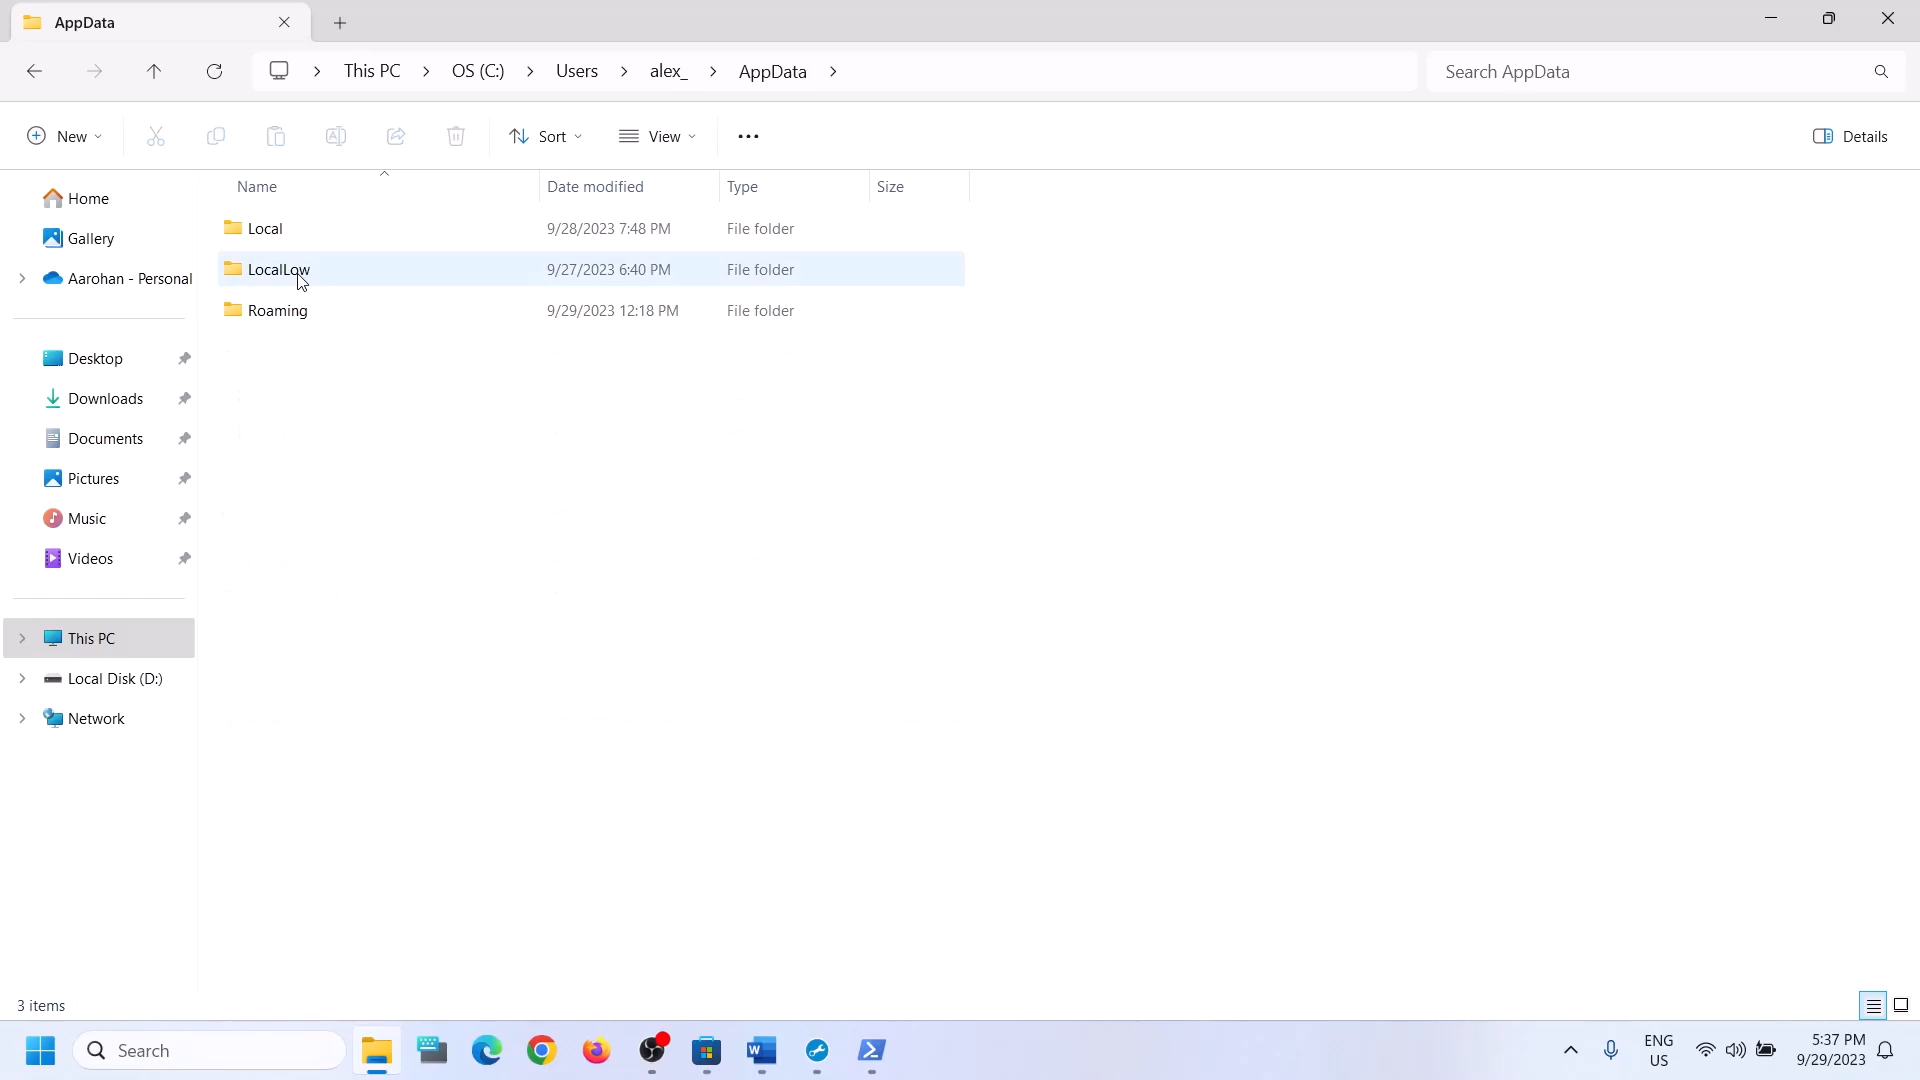 AppData
This PC > OS (C:) > Users > alex_ > AppData >
Search AppData
New
Sort
View
Details
Name Date modified Type Size
Local 9/28/2023 7:48 PM File folder
LocalLow 9/27/2023 6:40 PM File folder
Roaming 9/29/2023 12:18 PM File folder
Home
Gallery
Aarohan - Personal
Desktop
Downloads
Documents
Pictures
Music
Videos
This PC
Local Disk (D:)
Network
3 items
Search
ENG
US
5:37 PM
9/29/2023